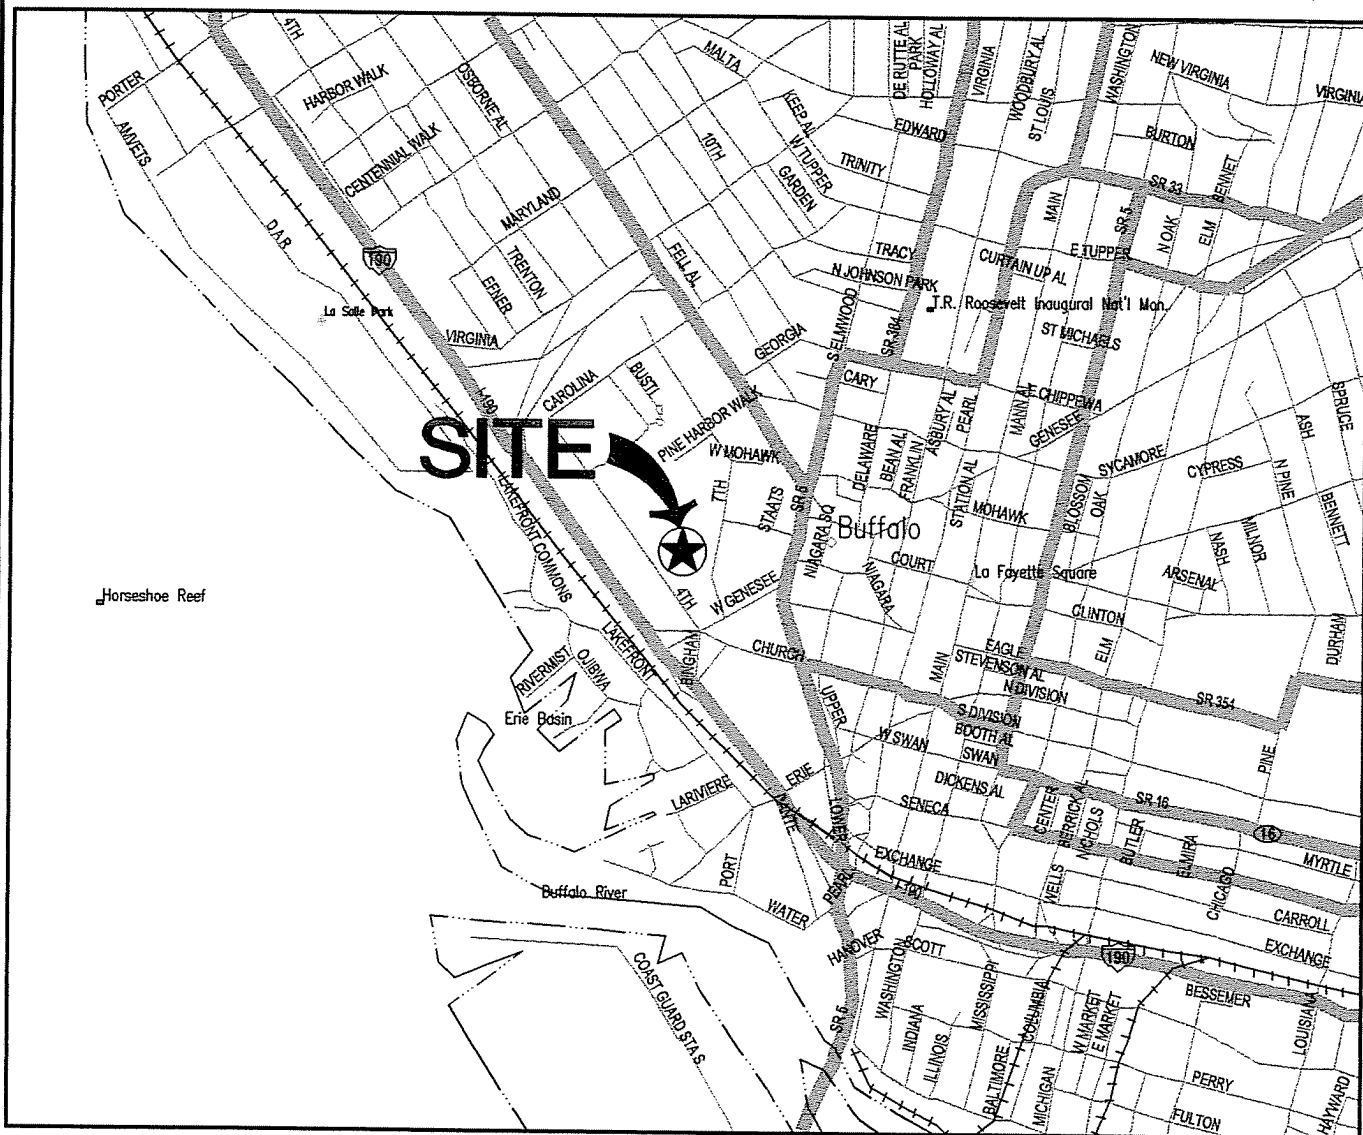 4TH
MALTA
DE RUTTE AL
PARK
HOLLOWAY AL
VIRGINIA
WOODBURY AL
ST LOUIS
WASHINGTON
NEW VIRGINIA
PORTER
HARBOR WALK
OSBORNE AL
KEEP AL
EDWARD
BURTON
AMVETS
CENTENNIAL WALK
10TH
W TUPPER
GARDEN
TRINITY
MAIN
SR 33
BENNET
MARYLAND
SR 5
N OAK
ELM
D.A.R.
190
TRENTON
EFNER
FELL AL
TRACY
N JOHNSON PARK
CURTAIN UP AL
E TUPPER
La Salle Park
T.R. Roosevelt Inaugural Nat'l Mon.
VIRGINIA
GEORGIA
S ELMWOOD
SR 384
ST MICHAELS
CAROLINA
BUSTI
CARY
I-190
PINE HARBOR WALK
DELAWARE
BEAN AL
FRANKLIN
ASBURY AL
PEARL
MANN AL
E CHIPPEWA
GENESEE
ASH
SPRUCE
SITE
W MOHAWK
SYCAMORE
CYPRESS
7TH
STAATS
SR 5
STATION AL
MOHAWK
BLOSSOM
OAK
N PINE
BENNETT
LAKEFRONT COMMONS
NIAGARA SQ
Buffalo
NASH
MILNOR
COURT
NIAGARA
La Fayette Square
ARSENAL
Horseshoe Reef
4TH
W GENESEE
CLINTON
LAKEFRONT
BINGHAM
CHURCH
EAGLE
STEVENSON AL
ELM
DURHAM
RIVERMIST
OJIBWA
MAIN
N DIVISION
SR 354
Erie Basin
UPPER
S DIVISION
W SWAN
BOOTH AL
SWAN
PINE
LARIVIERE
ERIE
DICKENS AL
DANTE
LOWER
SENECA
CENTER
BERRICK AL
NICHOLS
SR 16
BUTLER
16
ELMIRA
MYRTLE
EXCHANGE
PORT
PEARL
I-190
WELLS
CHICAGO
Buffalo River
WATER
CARROLL
HANOVER
SCOTT
EXCHANGE
190
COAST GUARD STA S
WASHINGTON
MISSISSIPPI
COLUMBIA
W MARKET
E MARKET
BESSEMER
SR 5
INDIANA
ILLINOIS
LOUISIANA
BALTIMORE
MICHIGAN
PERRY
FULTON
HAYWARD